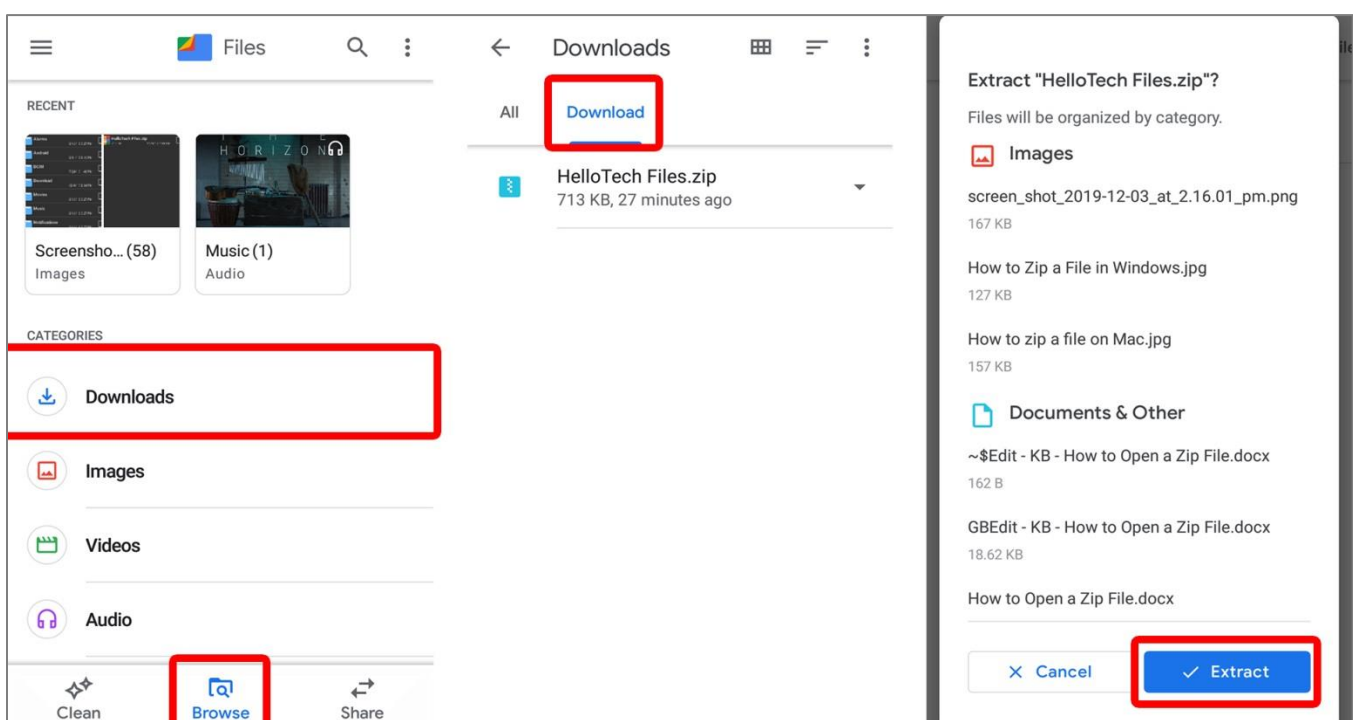 Files
RECENT
HORIZON
Screensho... (58)
Images
Music (1)
Audio
CATEGORIES
Downloads
Images
Videos
Audio
Clean
Browse
Share
Downloads
All
Download
HelloTech Files.zip
713 KB, 27 minutes ago
Extract "HelloTech Files.zip"?
Files will be organized by category.
Images
screen_shot_2019-12-03_at_2.16.01_pm.png
167 KB
How to Zip a File in Windows.jpg
127 KB
How to zip a file on Mac.jpg
157 KB
Documents & Other
~$Edit - KB - How to Open a Zip File.docx
162 B
GBEdit - KB - How to Open a Zip File.docx
18.62 KB
How to Open a Zip File.docx
Cancel
Extract